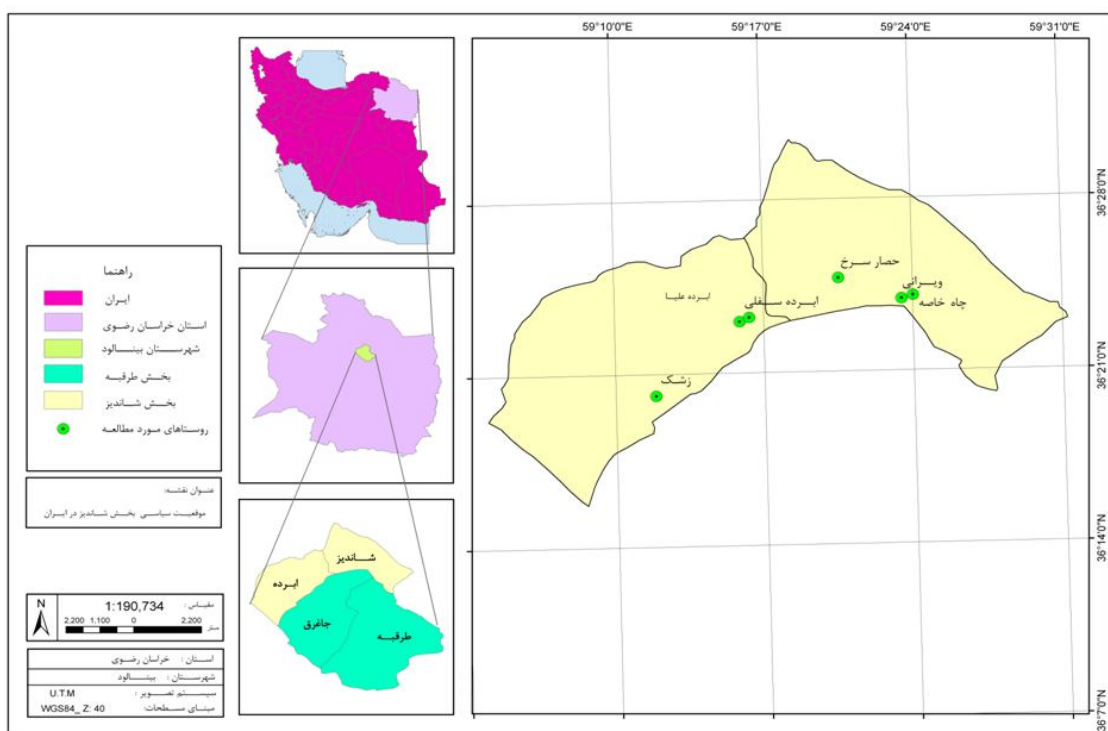 59°10'0"E 59°17'0"E 59°24'0"E 59°31'0"E
36°28'0"N
36°21'0"N
36°14'0"N
36°7'0"N
حصار سرخ
ویرانی
چاه خاصه
ابرده علیا
ابرده سفلی
زشک
راهنما
ایران
استان خراسان رضوی
شهرستان بینالود
بخش طرقبه
بخش شاندیز
روستاهای مورد مطالعه
عنوان نقشه:
موقعیت سیاسی بخش شاندیز در ایران
شاندیز
ابرده
جاغرق
طرقبه
N
مقیاس : 1:190,734
2,200 1,100 0 2,200
متر
استان : خراسان رضوی
شهرستان : بینالود
سیستم تصویر : U.T.M
مبنای سطحات: WGS84_ Z: 40